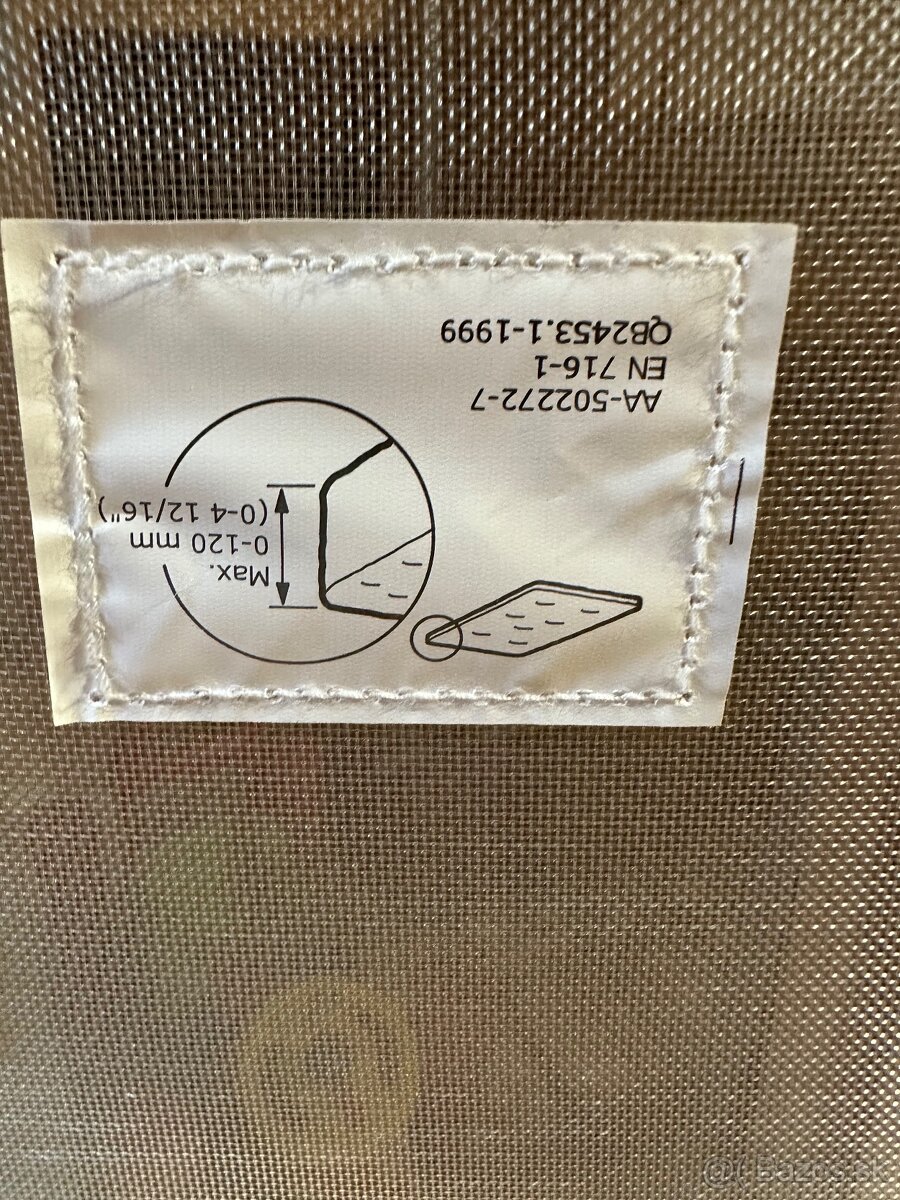 Max.
0-120 mm
(0-4 12/16")
AA-502272-7
EN 716-1
QB2453.1-1999
@( Bazos.sk